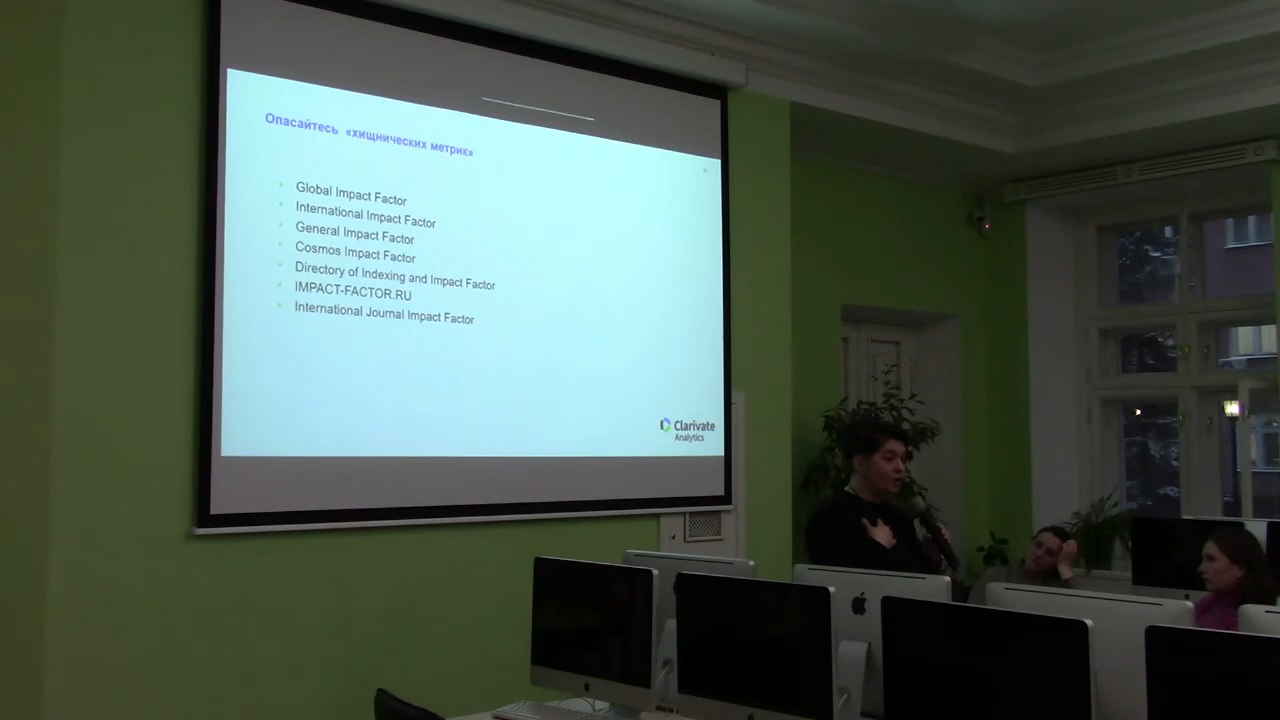 Опасайтесь «хищнических метрик»
Global Impact Factor
International Impact Factor
General Impact Factor
Cosmos Impact Factor
Directory of Indexing and Impact Factor
IMPACT-FACTOR.RU
International Journal Impact Factor
Clarivate
Analytics